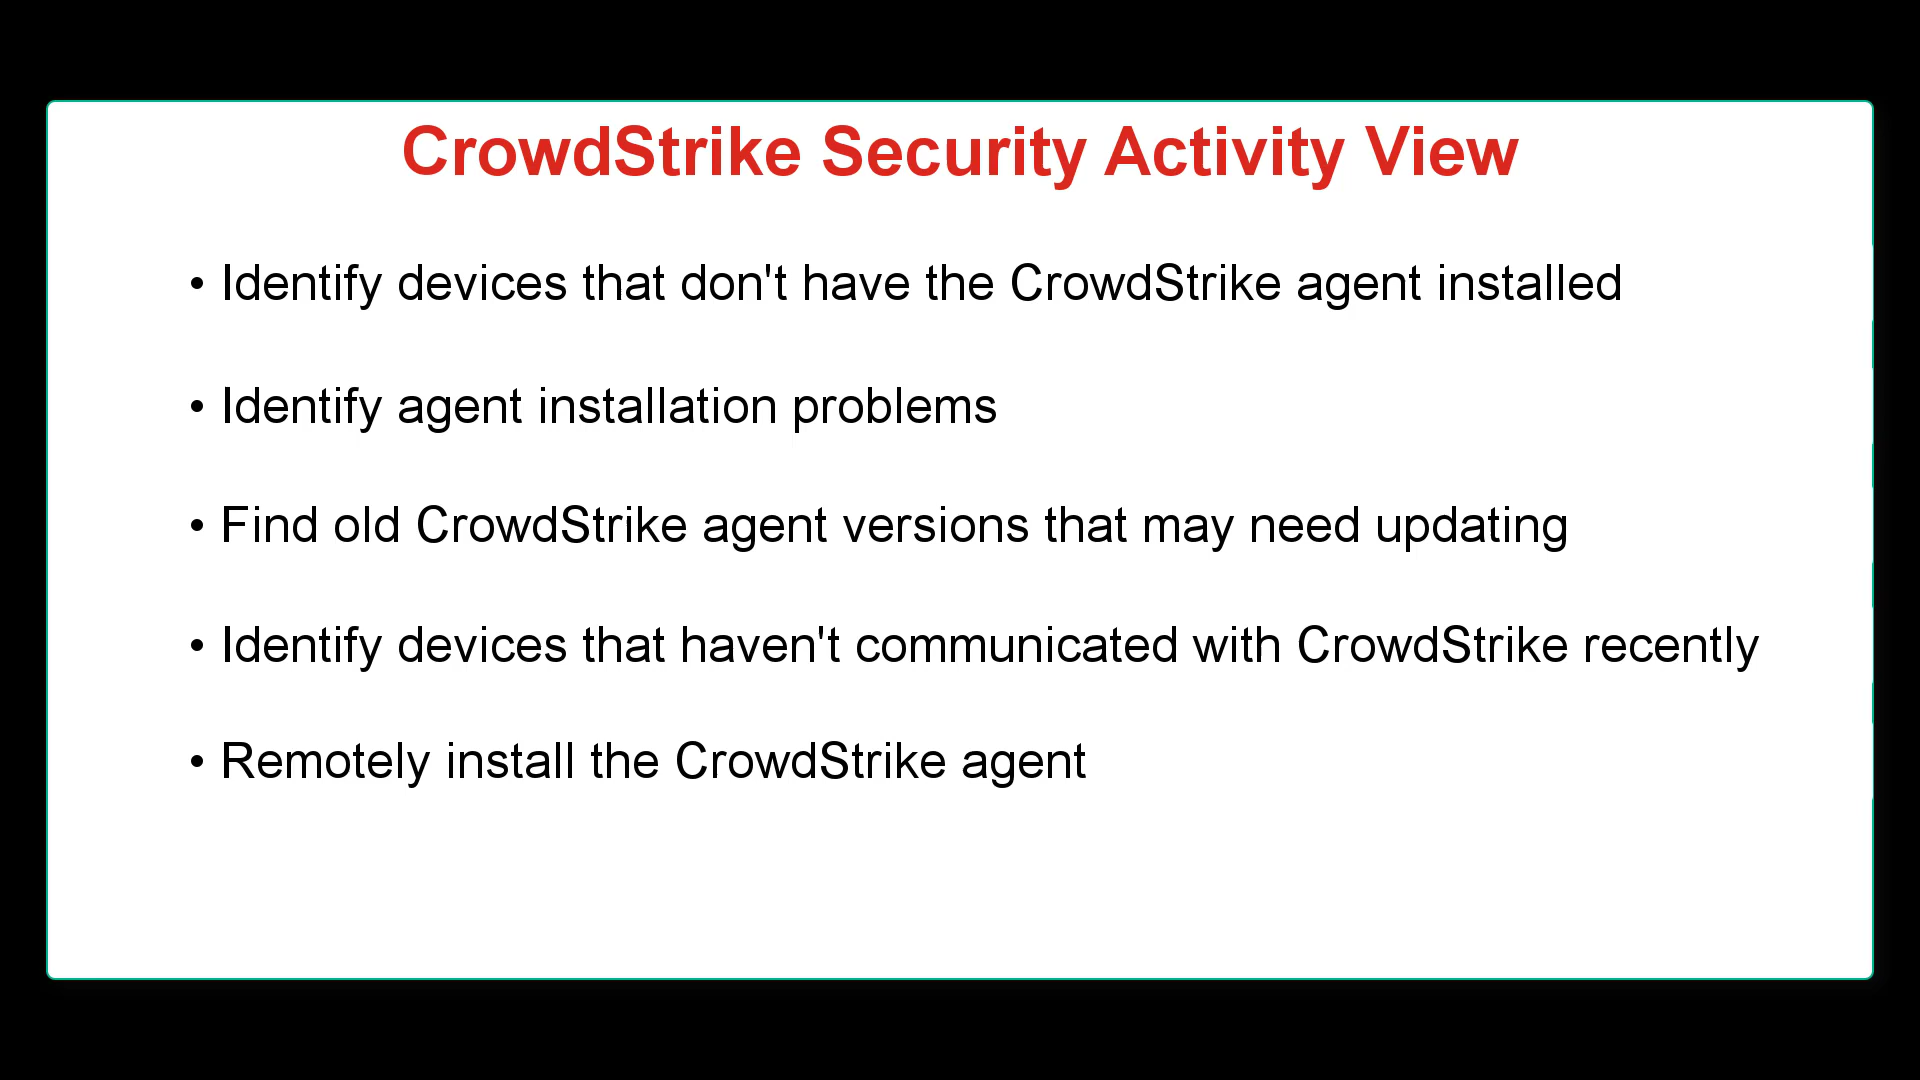 CrowdStrike Security Activity View
• Identify devices that don't have the CrowdStrike agent installed
• Identify agent installation problems
• Find old CrowdStrike agent versions that may need updating
• Identify devices that haven't communicated with CrowdStrike recently
• Remotely install the CrowdStrike agent